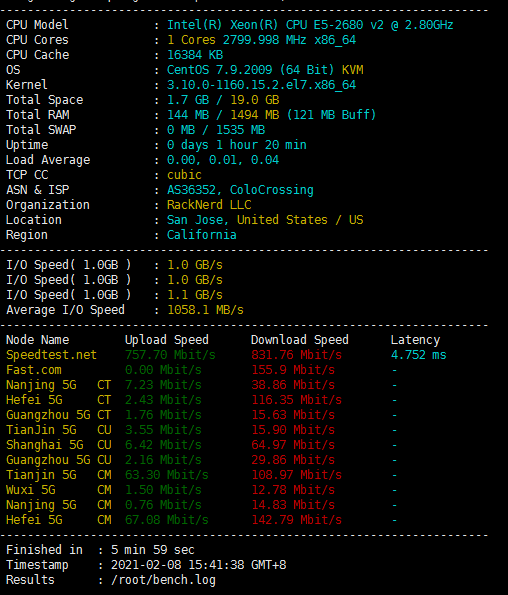 ----------------------------------------------------------------------
CPU Model            : Intel(R) Xeon(R) CPU E5-2680 v2 @ 2.80GHz
CPU Cores            : 1 Cores 2799.998 MHz x86_64
CPU Cache            : 16384 KB
OS                   : CentOS 7.9.2009 (64 Bit) KVM
Kernel               : 3.10.0-1160.15.2.el7.x86_64
Total Space          : 1.7 GB / 19.0 GB
Total RAM            : 144 MB / 1494 MB (121 MB Buff)
Total SWAP           : 0 MB / 1535 MB
Uptime               : 0 days 1 hour 20 min
Load Average         : 0.00, 0.01, 0.04
TCP CC               : cubic
ASN & ISP            : AS36352, ColoCrossing
Organization         : RackNerd LLC
Location             : San Jose, United States / US
Region               : California
----------------------------------------------------------------------
I/O Speed( 1.0GB )   : 1.0 GB/s
I/O Speed( 1.0GB )   : 1.0 GB/s
I/O Speed( 1.0GB )   : 1.1 GB/s
Average I/O Speed    : 1058.1 MB/s
----------------------------------------------------------------------
Node Name        Upload Speed      Download Speed      Latency
Speedtest.net    757.70 Mbit/s     831.76 Mbit/s       4.752 ms
Fast.com         0.00 Mbit/s       155.9 Mbit/s        -
Nanjing 5G   CT  7.23 Mbit/s       38.86 Mbit/s        -
Hefei 5G     CT  2.43 Mbit/s       116.35 Mbit/s       -
Guangzhou 5G CT  1.76 Mbit/s       15.63 Mbit/s        -
TianJin 5G   CU  3.55 Mbit/s       15.90 Mbit/s        -
Shanghai 5G  CU  6.42 Mbit/s       64.97 Mbit/s        -
Guangzhou 5G CU  2.16 Mbit/s       29.86 Mbit/s        -
Tianjin 5G   CM  63.30 Mbit/s      108.97 Mbit/s       -
Wuxi 5G      CM  1.50 Mbit/s       12.78 Mbit/s        -
Nanjing 5G   CM  0.76 Mbit/s       14.83 Mbit/s        -
Hefei 5G     CM  67.08 Mbit/s      142.79 Mbit/s       -
----------------------------------------------------------------------
Finished in  : 5 min 59 sec
Timestamp    : 2021-02-08 15:41:38 GMT+8
Results      : /root/bench.log